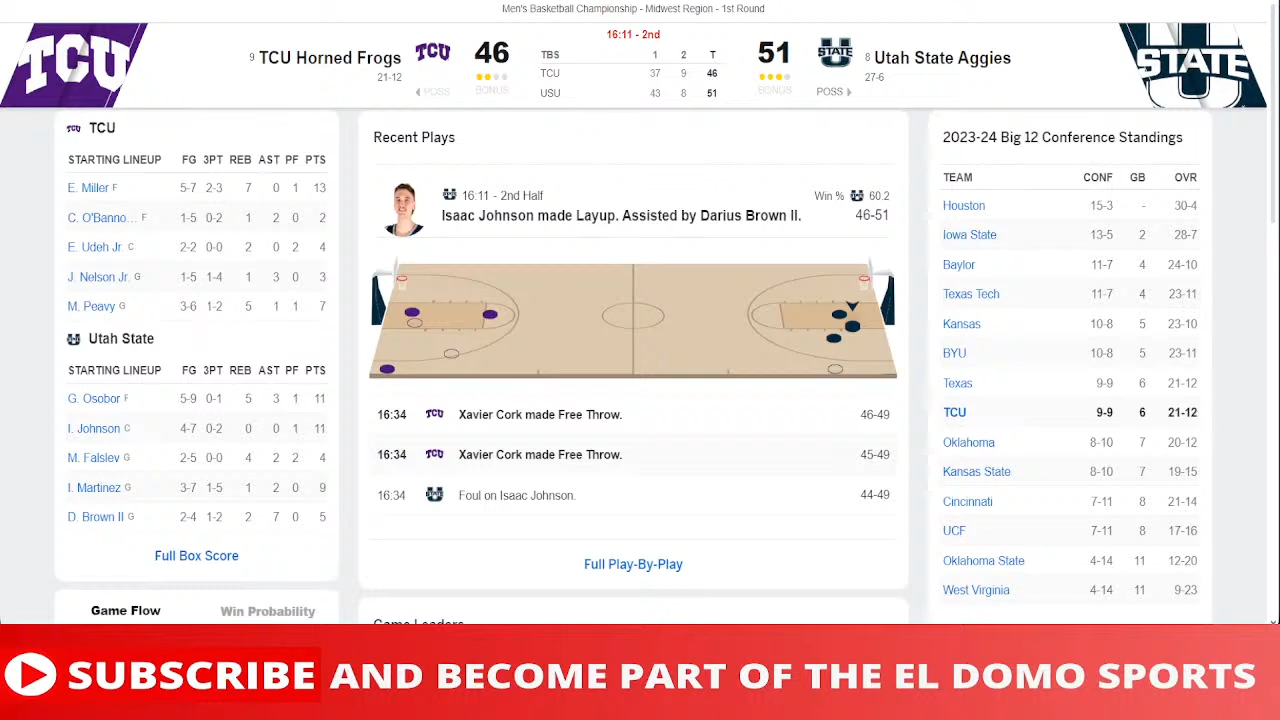 Men's Basketball Championship - Midwest Region - 1st Round
TCU
9 TCU Horned Frogs
21-12
TCU
46
BONUS
POSS
16:11 - 2nd
TBS 1 2 T
TCU 37 9 46
USU 43 8 51
51
BONUS
POSS
STATE
8 Utah State Aggies
27-6
STATE
TCU TCU
STARTING LINEUP FG 3PT REB AST PF PTS
E. Miller F 5-7 2-3 7 0 1 13
C. O'Banno... F 1-5 0-2 1 2 0 2
E. Udeh Jr. C 2-2 0-0 2 0 2 4
J. Nelson Jr. G 1-5 1-4 1 3 0 3
M. Peavy G 3-6 1-2 5 1 1 7
Utah State
STARTING LINEUP FG 3PT REB AST PF PTS
G. Osobor F 5-9 0-1 5 3 1 11
I. Johnson C 4-7 0-2 0 0 1 11
M. Falslev G 2-5 0-0 4 2 2 4
I. Martinez G 3-7 1-5 1 2 0 9
D. Brown II G 2-4 1-2 2 7 0 5
Full Box Score
Game Flow Win Probability
Recent Plays
16:11 - 2nd Half Win % 60.2
Isaac Johnson made Layup. Assisted by Darius Brown II. 46-51
16:34 TCU Xavier Cork made Free Throw. 46-49
16:34 TCU Xavier Cork made Free Throw. 45-49
16:34 Foul on Isaac Johnson. 44-49
Full Play-By-Play
Game Leaders
2023-24 Big 12 Conference Standings
TEAM CONF GB OVR
Houston 15-3 - 30-4
Iowa State 13-5 2 28-7
Baylor 11-7 4 24-10
Texas Tech 11-7 4 23-11
Kansas 10-8 5 23-10
BYU 10-8 5 23-11
Texas 9-9 6 21-12
TCU 9-9 6 21-12
Oklahoma 8-10 7 20-12
Kansas State 8-10 7 19-15
Cincinnati 7-11 8 21-14
UCF 7-11 8 17-16
Oklahoma State 4-14 11 12-20
West Virginia 4-14 11 9-23
SUBSCRIBE AND BECOME PART OF THE EL DOMO SPORTS